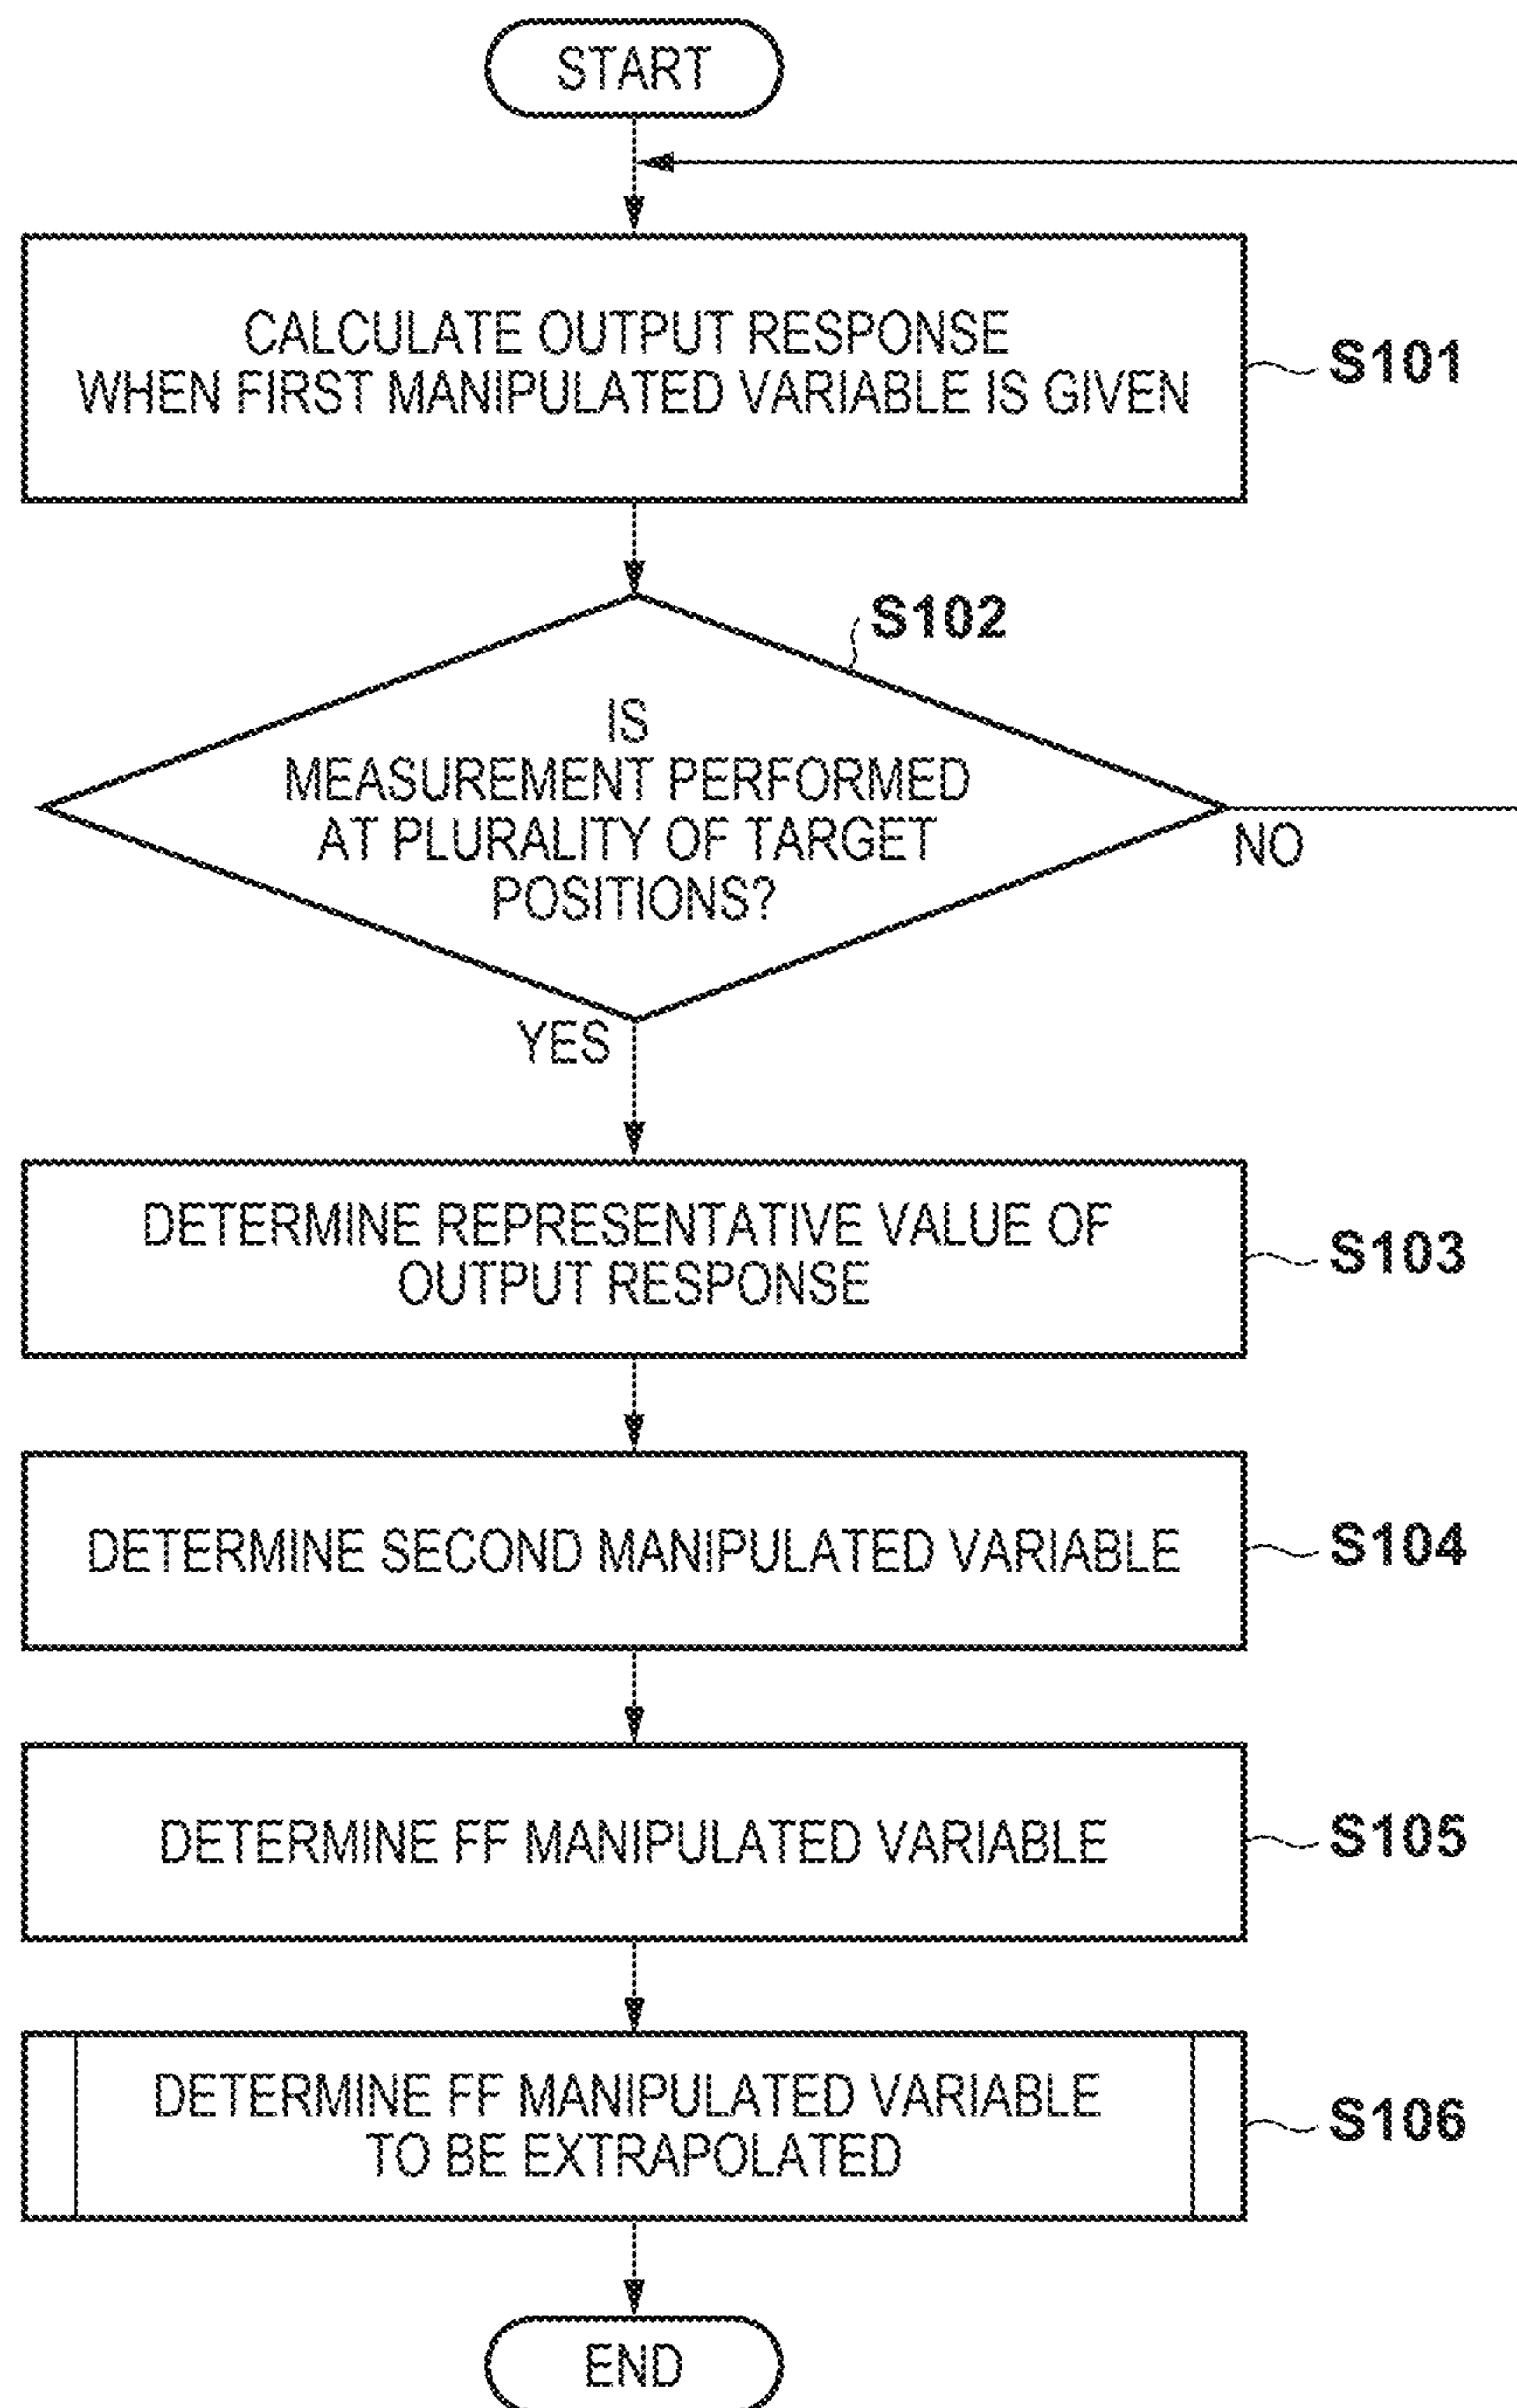 START
CALCULATE OUTPUT RESPONSE
WHEN FIRST MANIPULATED VARIABLE IS GIVEN
S101
S102
IS
MEASUREMENT PERFORMED
AT PLURALITY OF TARGET
POSITIONS?
NO
YES
DETERMINE REPRESENTATIVE VALUE OF
OUTPUT RESPONSE
S103
DETERMINE SECOND MANIPULATED VARIABLE
S104
DETERMINE FF MANIPULATED VARIABLE
S105
DETERMINE FF MANIPULATED VARIABLE
TO BE EXTRAPOLATED
S106
END